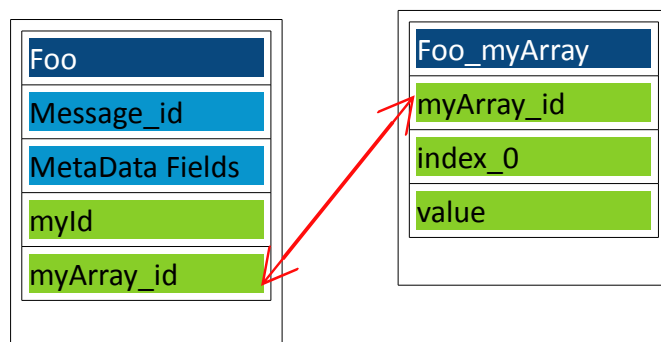 Foo
Message_id
MetaData Fields
myId
myArray_id
Foo_myArray
myArray_id
index_0
value